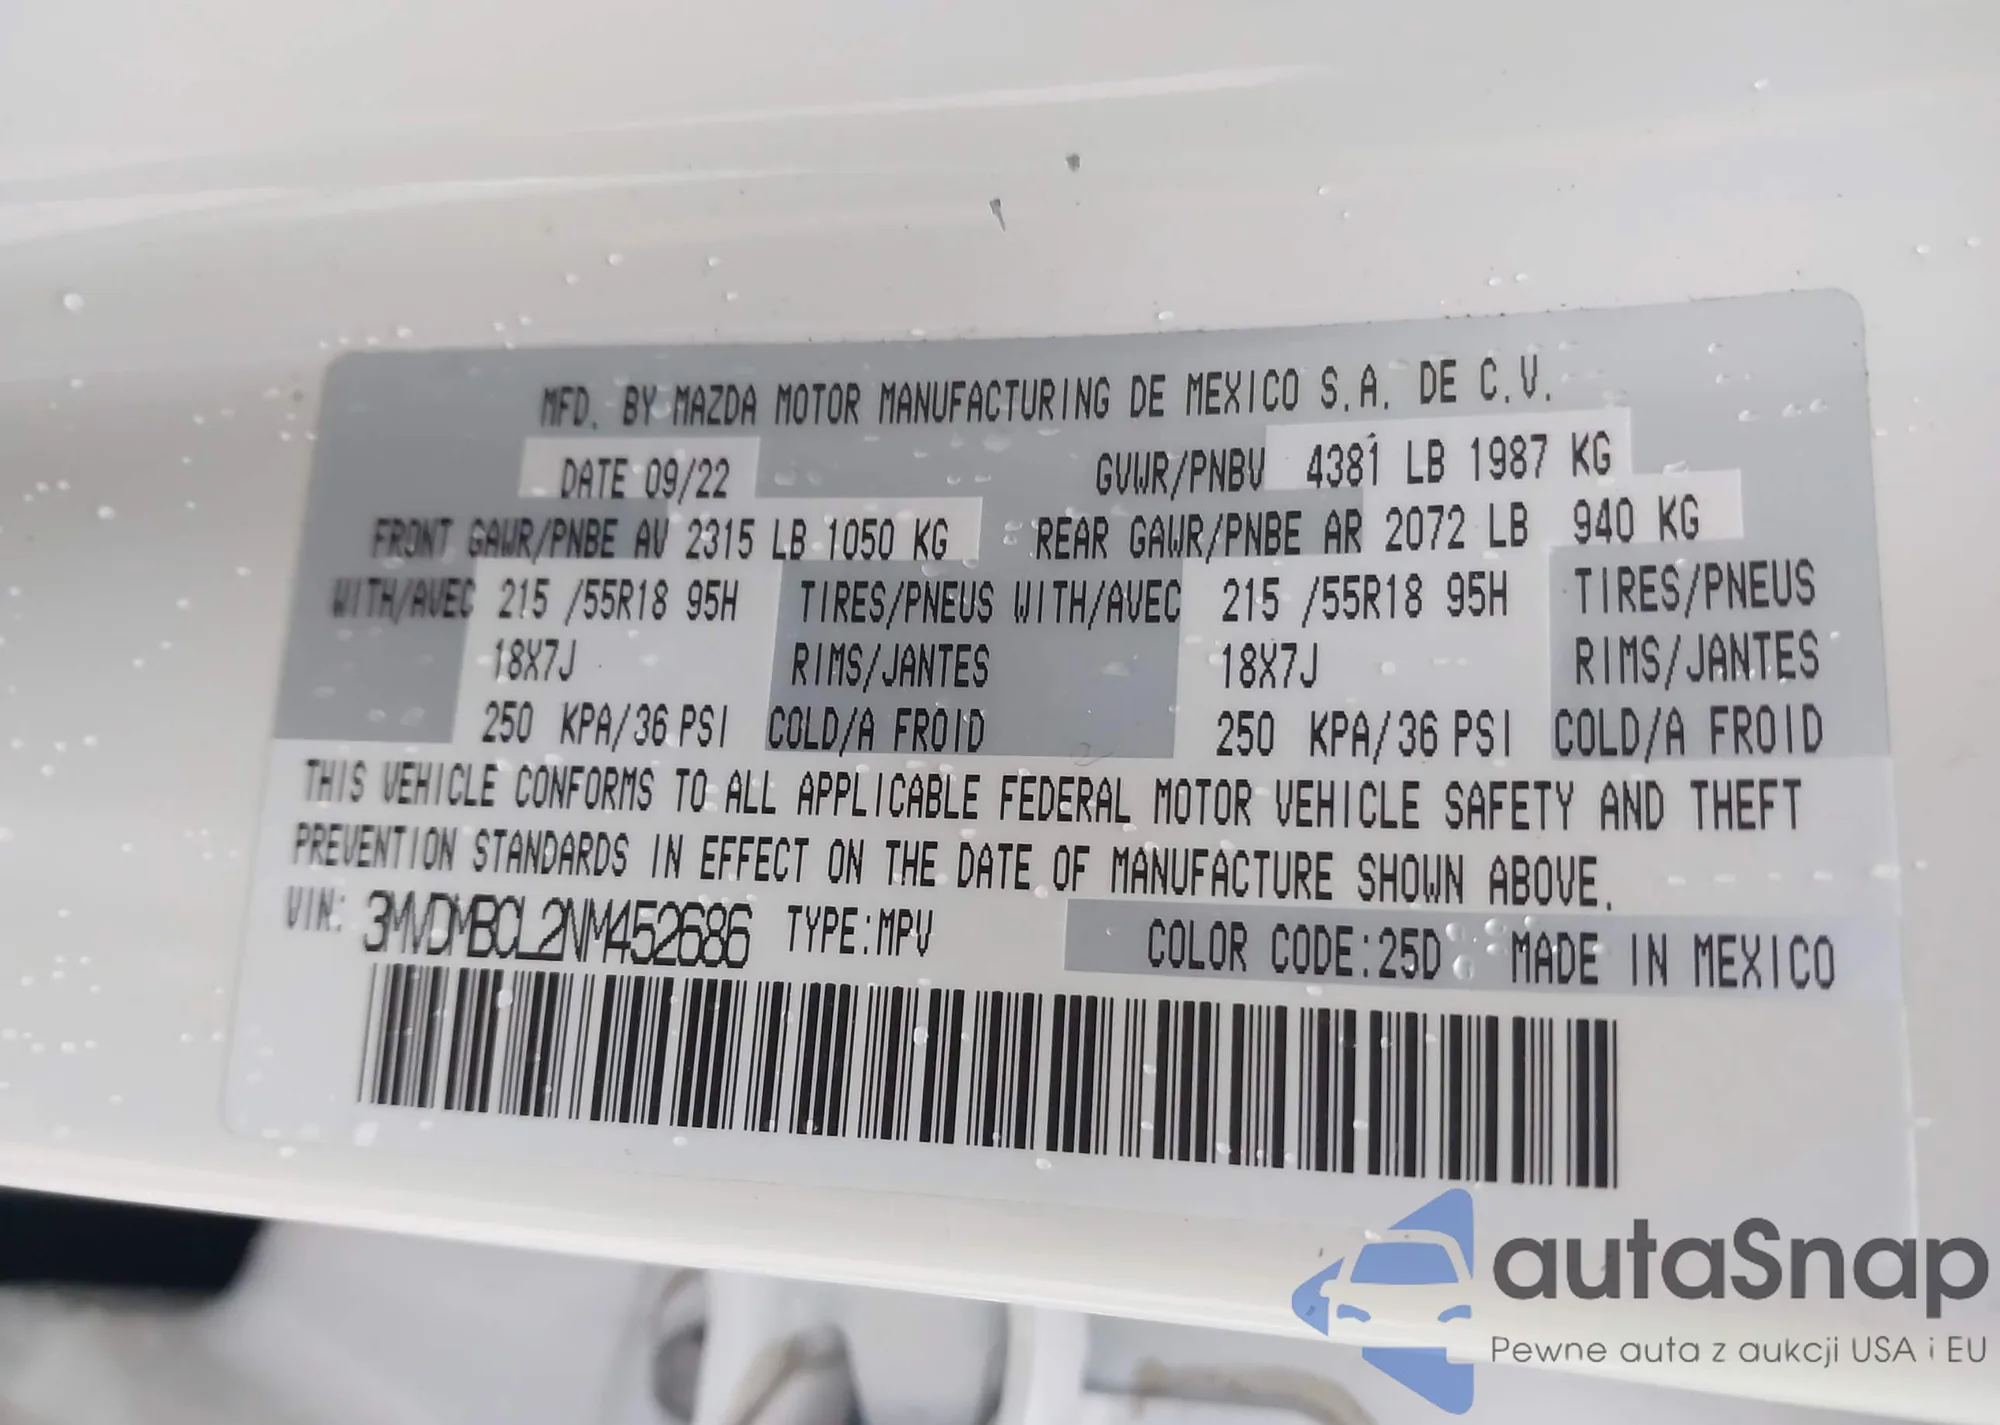 MFD. BY MAZDA MOTOR MANUFACTURING DE MEXICO S.A. DE C.V.
DATE 09/22 GVWR/PNBV 4381 LB 1987 KG
FRONT GAWR/PNBE AV 2315 LB 1050 KG REAR GAWR/PNBE AR 2072 LB 940 KG
WITH/AVEC 215 /55R18 95H TIRES/PNEUS WITH/AVEC 215 /55R18 95H TIRES/PNEUS
18X7J RIMS/JANTES 18X7J RIMS/JANTES
250 KPA/36 PSI COLD/A FROID 250 KPA/36 PSI COLD/A FROID
THIS VEHICLE CONFORMS TO ALL APPLICABLE FEDERAL MOTOR VEHICLE SAFETY AND THEFT
PREVENTION STANDARDS IN EFFECT ON THE DATE OF MANUFACTURE SHOWN ABOVE.
VIN: 3MVDMBCL2NM452686 TYPE:MPV COLOR CODE:25D MADE IN MEXICO
autaSnap
Pewne auta z aukcji USA i EU